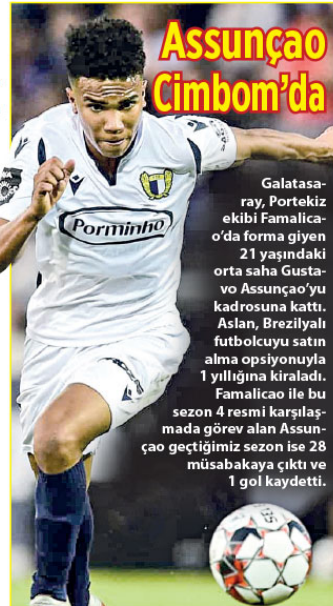 Assunçao
Cimbom'da
Galatasa-
ray, Portekiz
ekibi Famalica-
o'da forma giyen
21 yaşındaki
orta saha Gusta-
vo Assunçao'yu
kadrosuna kattı.
Aslan, Brezilyalı
futbolcuyu satın
alma opsiyonuyla
1 yıllığına kiraladı.
Famalicao ile bu
sezon 4 resmi karşılaş-
mada görev alan Assun-
çao geçtiğimiz sezon ise 28
müsabakaya çıktı ve
1 gol kaydetti.
Porminho